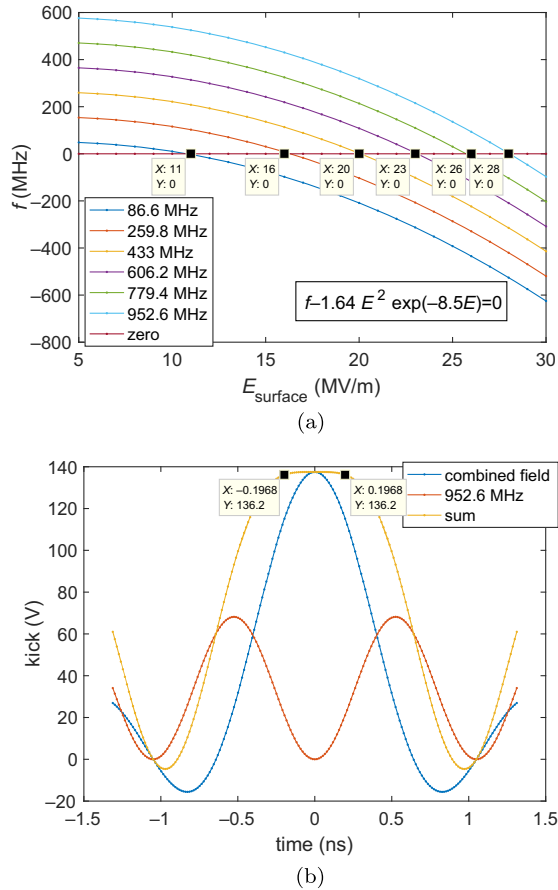 600
400
200
0
−200
−400
−600
−800
f (MHz)
X: 11
Y: 0
X: 16
Y: 0
X: 20
Y: 0
X: 23
Y: 0
X: 26
Y: 0
X: 28
Y: 0
86.6 MHz
259.8 MHz
433 MHz
606.2 MHz
779.4 MHz
952.6 MHz
zero
f−1.64 E² exp(−8.5E)=0
5 10 15 20 25 30
E_surface (MV/m)
(a)
140
120
100
80
60
40
20
0
−20
kick (V)
X: −0.1968
Y: 136.2
X: 0.1968
Y: 136.2
combined field
952.6 MHz
sum
−1.5 −1 −0.5 0 0.5 1 1.5
time (ns)
(b)